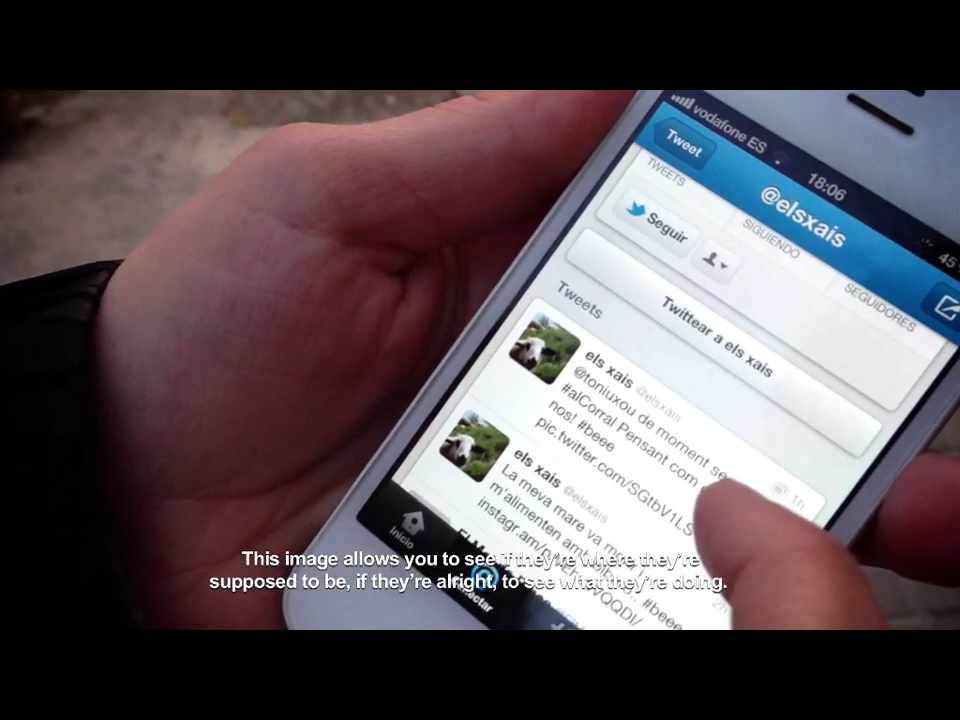 vodafone ES
18:06
45
Tweet
@elsxais
TWEETS
SIGUIENDO
SEGUIDORES
Seguir
Twittear a els xais
Tweets
els xais @elsxais
1h
@toniuxou de moment se
#alCorral Pensant com
nos! #beee
pic.twitter.com/SGtbV1LS
els xais @elsxais
2h
La meva mare va m
m'alimenten amb
#beee
instagr.am/p/
Inicio
This image allows you to see if they're where they're
supposed to be, if they're alright, to see what they're doing.